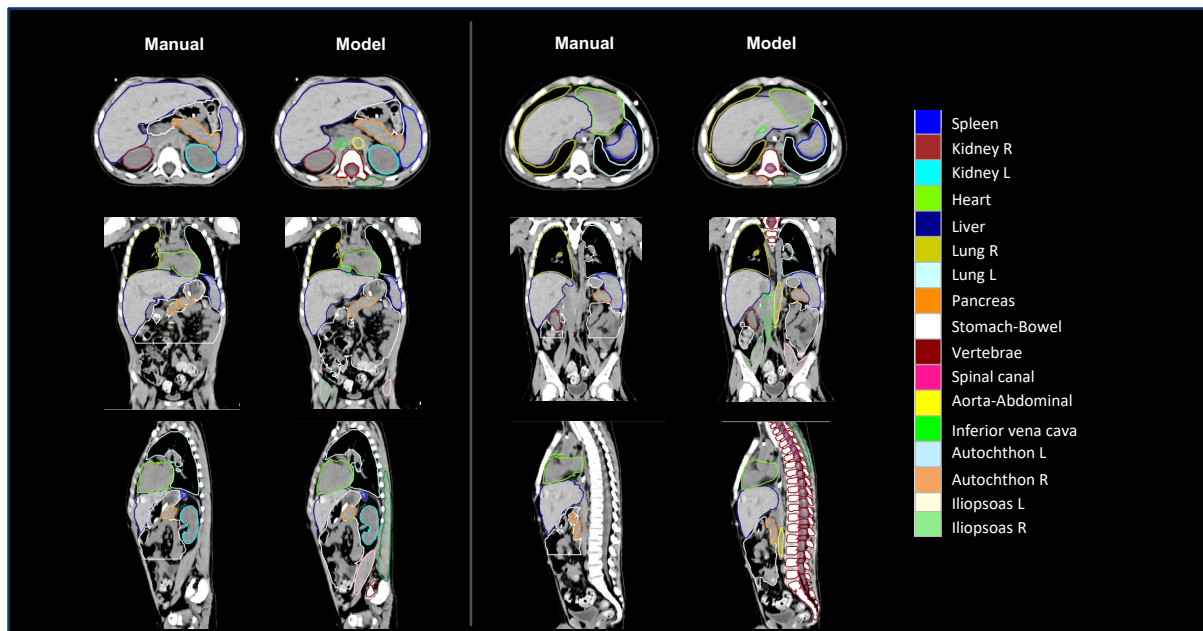 Manual
Model
Manual
Model
Spleen
Kidney R
Kidney L
Heart
Liver
Lung R
Lung L
Pancreas
Stomach-Bowel
Vertebrae
Spinal canal
Aorta-Abdominal
Inferior vena cava
Autochthon L
Autochthon R
Iliopsoas L
Iliopsoas R